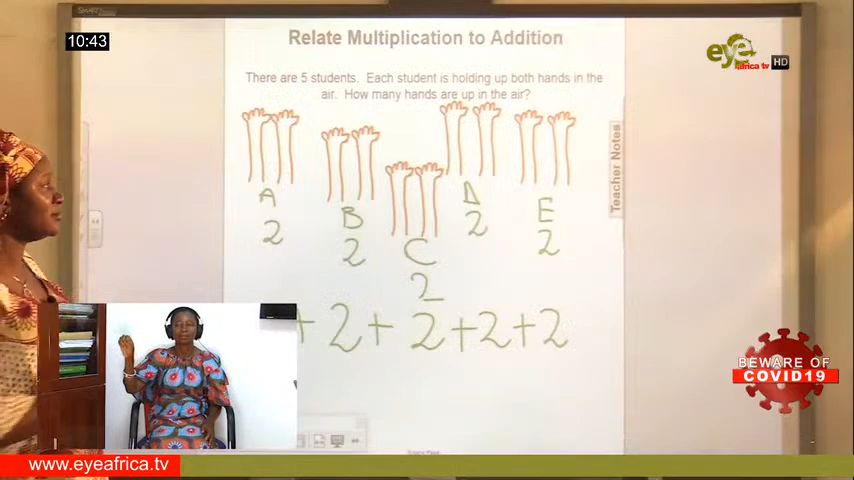 SMART
10:43
eye
africa tv
HD
Relate Multiplication to Addition
There are 5 students. Each student is holding up both hands in the
air. How many hands are up in the air?
Teacher Notes
A
B
C
D
E
2
2
2
2
2
+ 2 + 2 + 2 + 2
BEWARE OF
COVID19
www.eyeafrica.tv